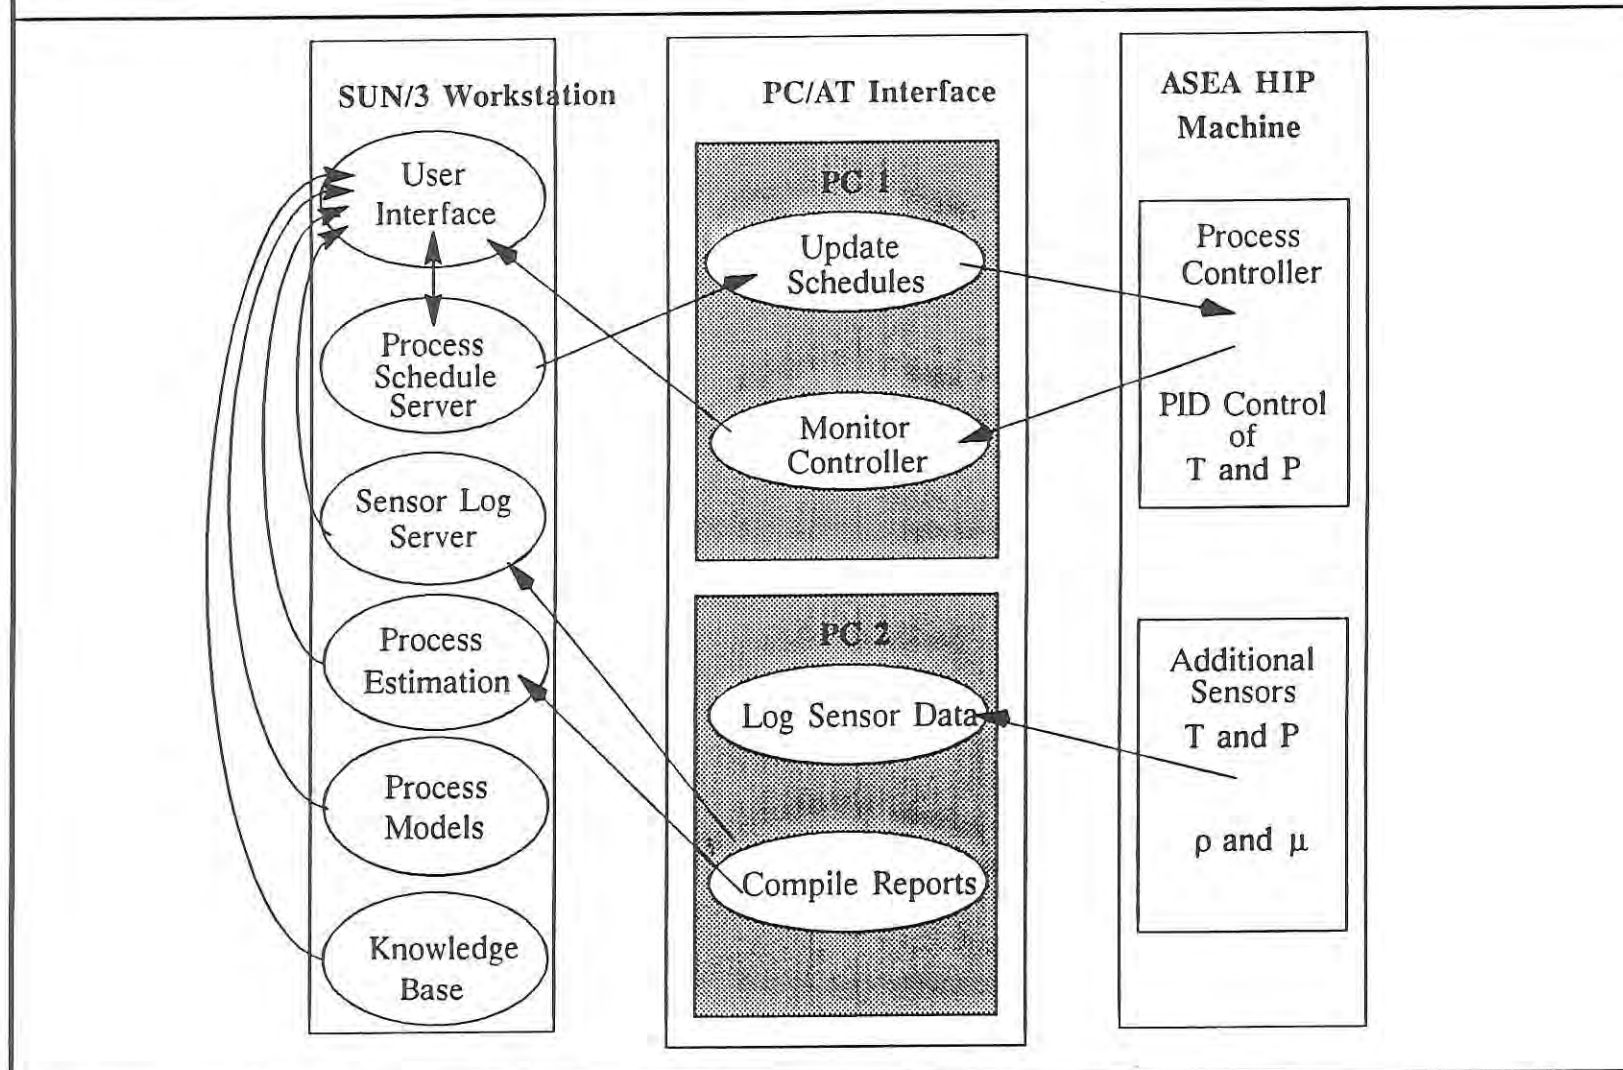 SUN/3 Workstation
User
Interface
Process
Schedule
Server
Sensor Log
Server
Process
Estimation
Process
Models
Knowledge
Base
PC/AT Interface
PC 1
Update
Schedules
Monitor
Controller
PC 2
Log Sensor Data
Compile Reports
ASEA HIP
Machine
Process
Controller
PID Control
of
T and P
Additional
Sensors
T and P
ρ and μ